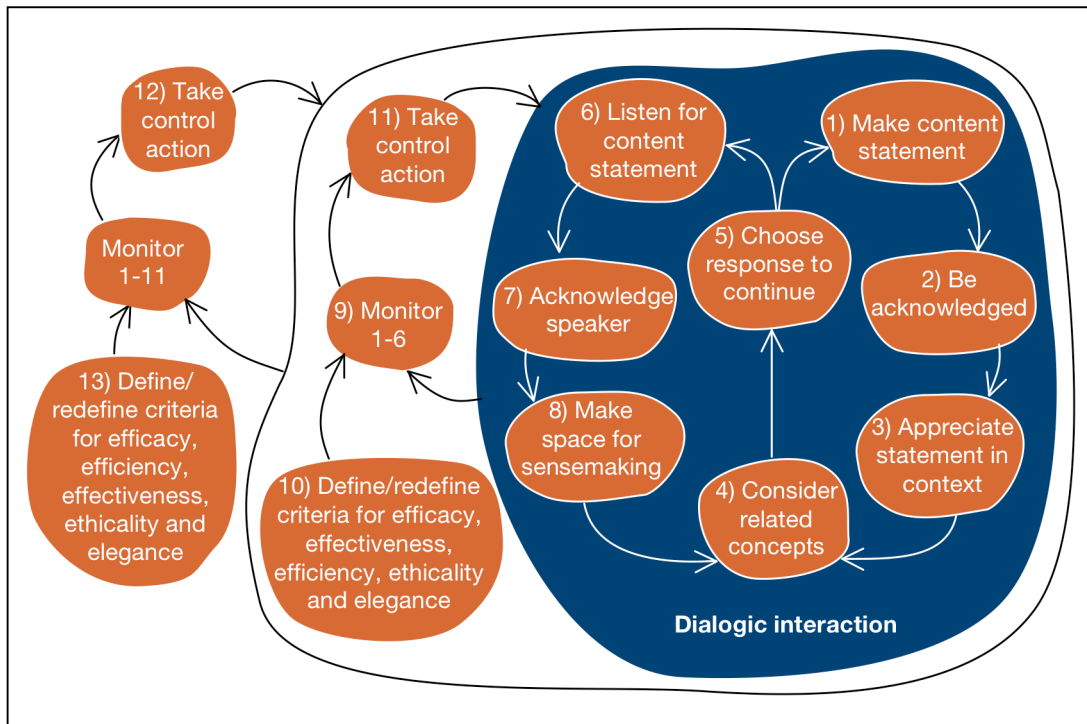 12) Take
control
action
11) Take
control
action
6) Listen for
content
statement
1) Make content
statement
Monitor
1-11
9) Monitor
1-6
5) Choose
response to
continue
7) Acknowledge
speaker
2) Be
acknowledged
13) Define/
redefine criteria
for efficacy,
efficiency,
effectiveness,
ethicality and
elegance
10) Define/redefine
criteria for efficacy,
effectiveness,
efficiency, ethicality
and elegance
8) Make
space for
sensemaking
3) Appreciate
statement in
context
4) Consider
related
concepts
Dialogic interaction